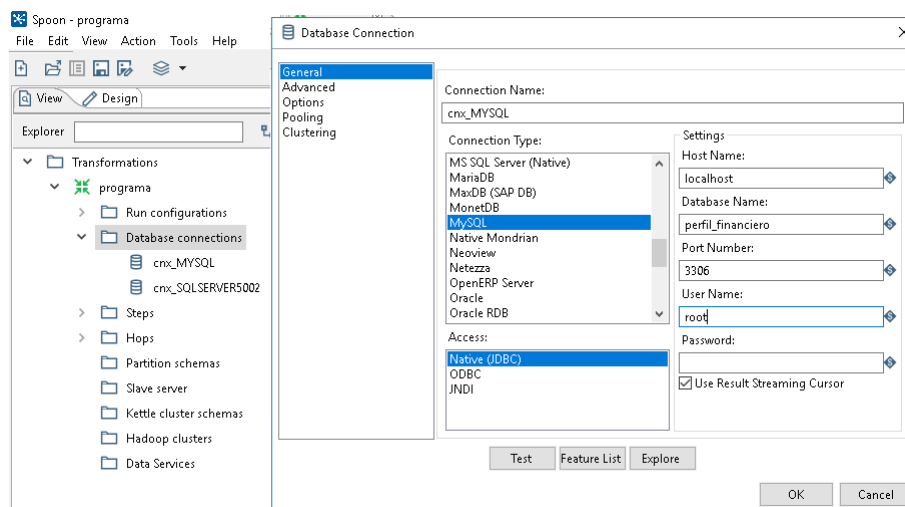 Spoon - programa
File Edit View Action Tools Help
View Design
Explorer
Transformations
programa
Run configurations
Database connections
cnx_MYSQL
cnx_SQLSERVER5002
Steps
Hops
Partition schemas
Slave server
Kettle cluster schemas
Hadoop clusters
Data Services
Database Connection
General
Advanced
Options
Pooling
Clustering
Connection Name:
cnx_MYSQL
Connection Type:
MS SQL Server (Native)
MariaDB
MaxDB (SAP DB)
MonetDB
MySQL
Native Mondrian
Neoview
Netezza
OpenERP Server
Oracle
Oracle RDB
Access:
Native (JDBC)
ODBC
JNDI
Settings
Host Name:
localhost
Database Name:
perfil_financiero
Port Number:
3306
User Name:
root
Password:
Use Result Streaming Cursor
Test Feature List Explore
OK Cancel